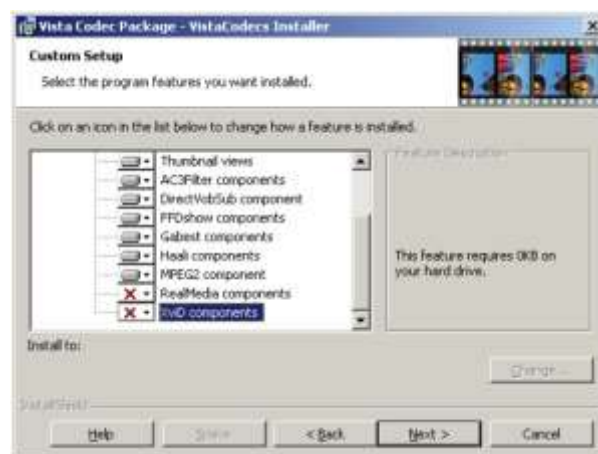 Vista Codec Package - VistaCodecs Installer
Custom Setup
Select the program features you want installed.
Click on an icon in the list below to change how a feature is installed.
Thumbnail views
AC3Filter components
DirectVobSub component
FFDshow components
Gabest components
Haali components
MPEG2 component
RealMedia components
XviD components
Feature Description
This feature requires 0KB on
your hard drive.
Install to:
Change...
InstallShield
Help
Space
< Back
Next >
Cancel